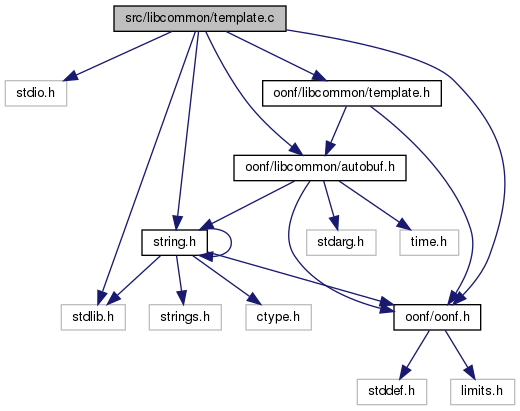 src/libcommon/template.c
stdio.h
oonf/libcommon/template.h
oonf/libcommon/autobuf.h
string.h
stdarg.h
time.h
stdlib.h
strings.h
ctype.h
oonf/oonf.h
stddef.h
limits.h